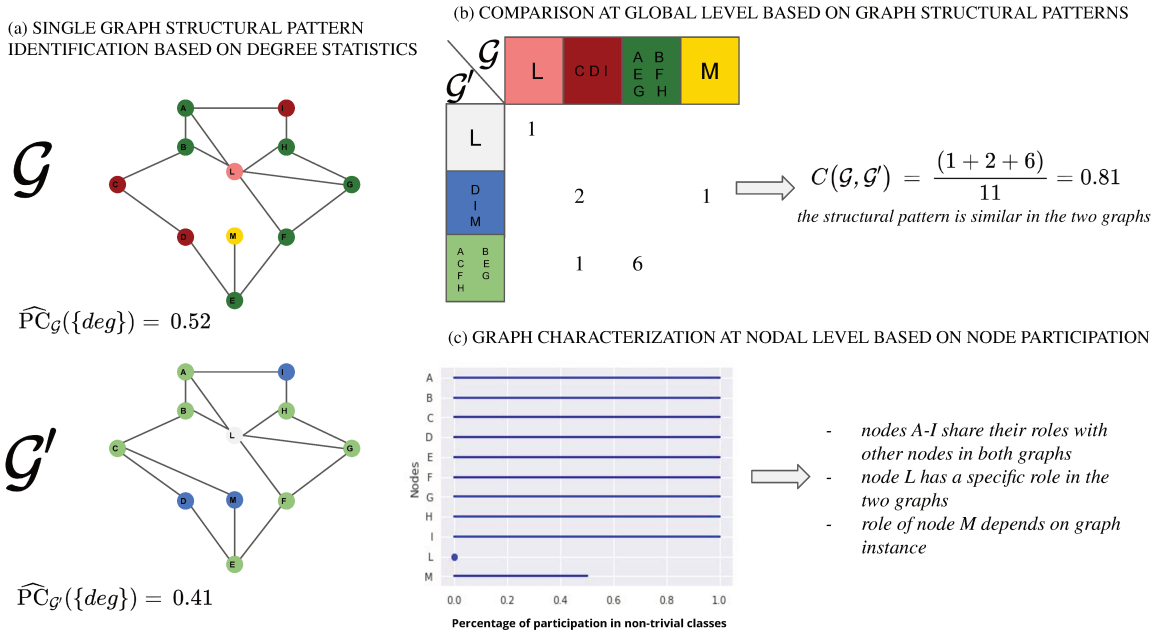 (a) SINGLE GRAPH STRUCTURAL PATTERN
IDENTIFICATION BASED ON DEGREE STATISTICS
𝒢
A
I
B
H
L
C
G
D
M
F
E
P͡C𝒢({deg}) = 0.52
𝒢′
A
I
B
H
L
C
G
D
M
F
E
P͡C𝒢′({deg}) = 0.41
(b) COMPARISON AT GLOBAL LEVEL BASED ON GRAPH STRUCTURAL PATTERNS
𝒢
𝒢′
L
C D I
A B
E F
G H
M
L
1
D
I
M
2
1
A B
C E
F G
H
1
6
C(𝒢, 𝒢′) = (1 + 2 + 6) / 11 = 0.81
the structural pattern is similar in the two graphs
(c) GRAPH CHARACTERIZATION AT NODAL LEVEL BASED ON NODE PARTICIPATION
Nodes
A
B
C
D
E
F
G
H
I
L
M
0.0 0.2 0.4 0.6 0.8 1.0
Percentage of participation in non-trivial classes
- nodes A-I share their roles with
other nodes in both graphs
- node L has a specific role in the
two graphs
- role of node M depends on graph
instance